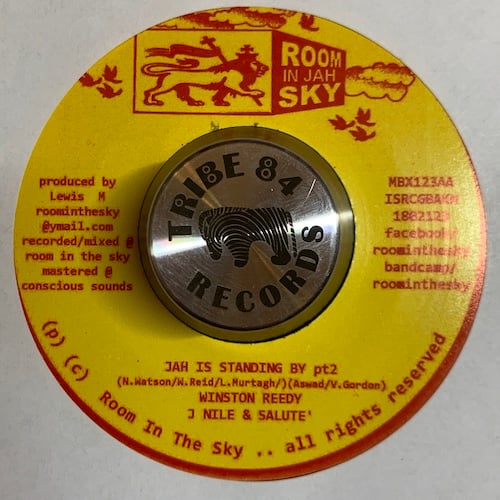 ROOM
IN JAH
SKY
produced by
Lewis M
roominthesky
@ymail.com
recorded/mixed @
room in the sky
mastered @
conscious sounds
TRIBE 84
RECORDS
MBX123AA
facebook/
roominthesky
bandcamp/
roominthesky
JAH IS STANDING BY pt2
(N.Watson/W.Reid/L.Murtagh/)(Aswad/V.Gordon)
WINSTON REEDY
J NILE & SALUTE'
(p) (c) Room In The Sky .. all rights reserved